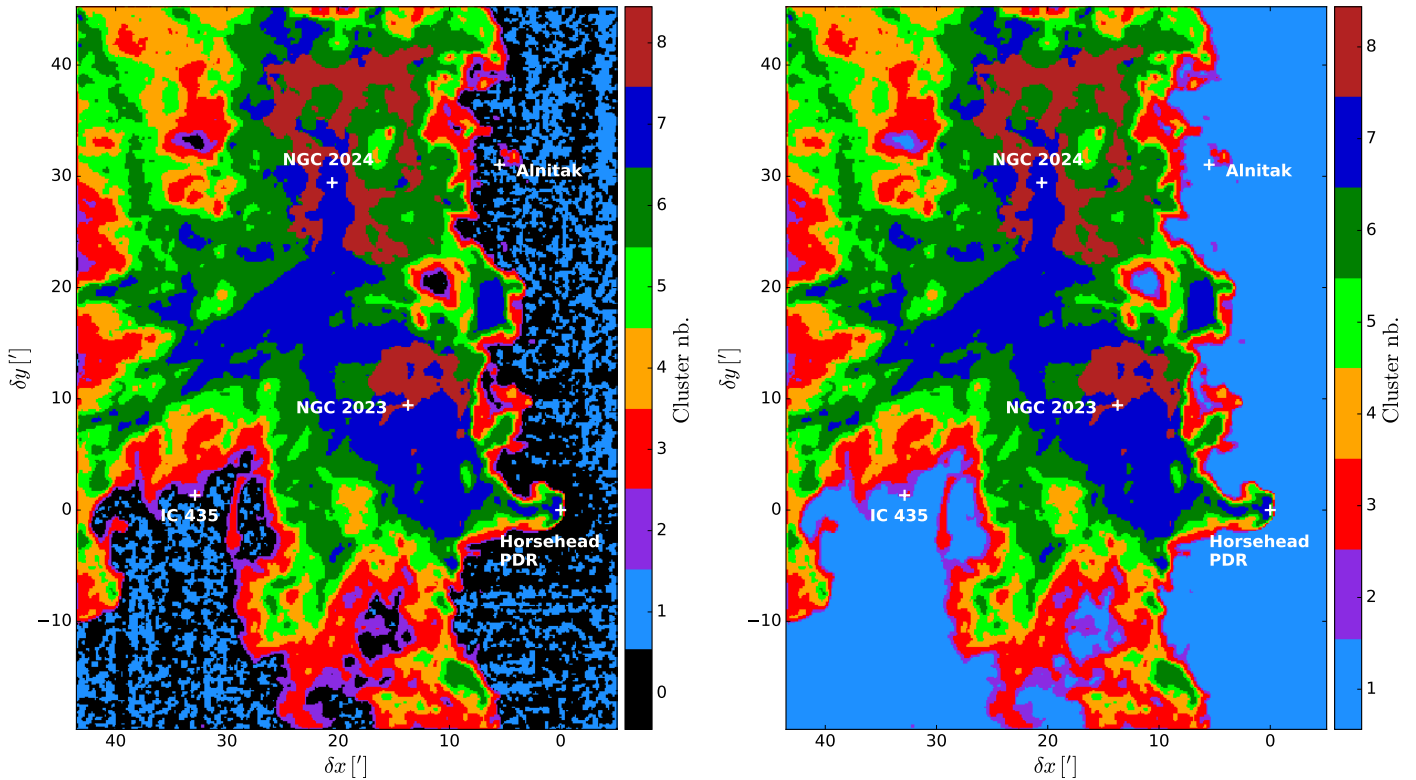 40
30
20
10
0
−10
δy [′]
40
30
20
10
0
δx [′]
NGC 2024
Alnitak
NGC 2023
IC 435
Horsehead
PDR
8
7
6
5
4
3
2
1
0
Cluster nb.
40
30
20
10
0
−10
δy [′]
40
30
20
10
0
δx [′]
NGC 2024
Alnitak
NGC 2023
IC 435
Horsehead
PDR
8
7
6
5
4
3
2
1
Cluster nb.